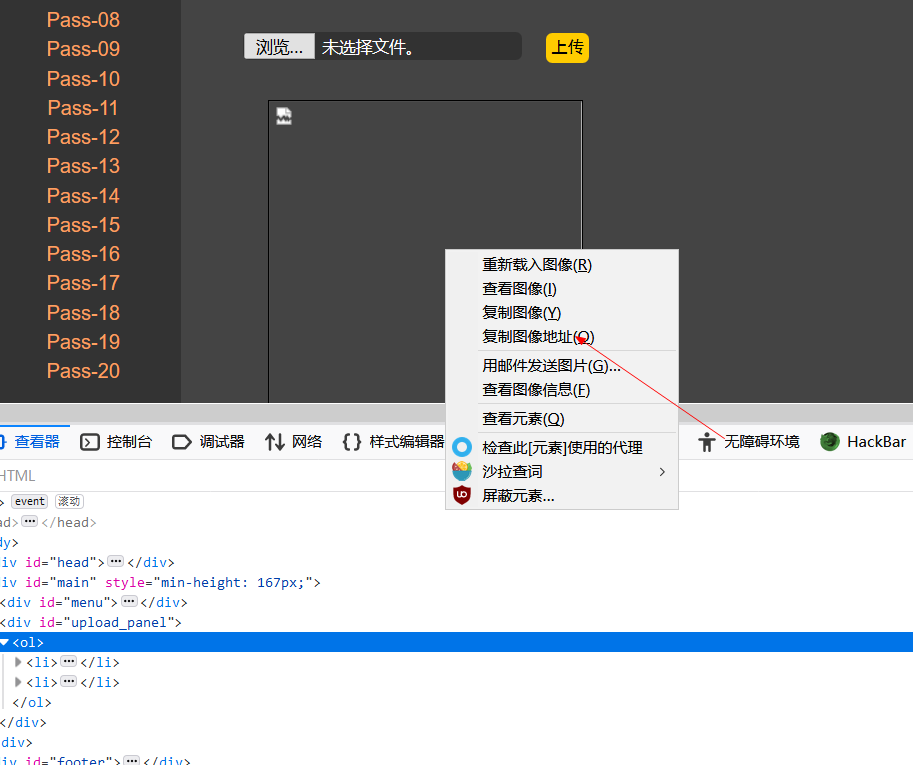 Pass-08
Pass-09
Pass-10
Pass-11
Pass-12
Pass-13
Pass-14
Pass-15
Pass-16
Pass-17
Pass-18
Pass-19
Pass-20
浏览... 未选择文件。 上传
重新载入图像(R)
查看图像(I)
复制图像(Y)
复制图像地址(O)
用邮件发送图片(G)...
查看图像信息(F)
查看元素(Q)
检查此[元素]使用的代理
沙拉查词
屏蔽元素...
查看器 控制台 调试器 网络 {} 样式编辑器 无障碍环境 HackBar
HTML
> event 滚动
ad>···</head>
dy>
iv id="head">···</div>
iv id="main" style="min-height: 167px;">
<div id="menu">···</div>
<div id="upload_panel">
<ol>
<li>···</li>
<li>···</li>
</ol>
</div>
div>
iv id="footer">···</div>